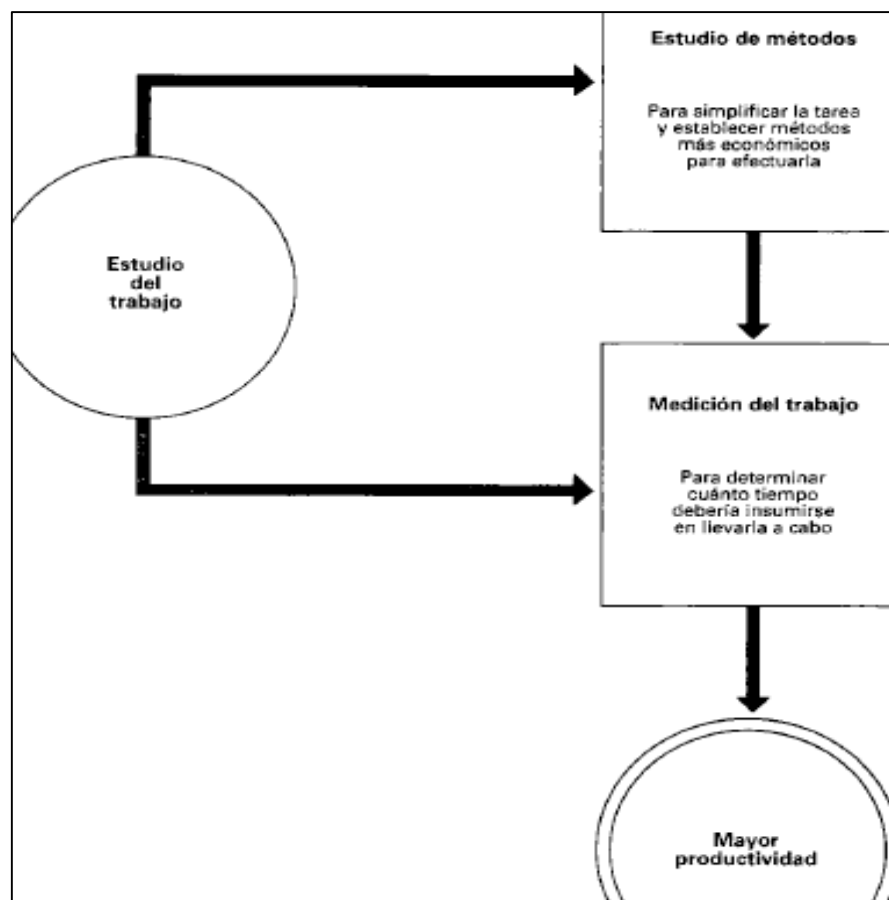 Estudio de métodos
Para simplificar la tarea
y establecer métodos
más económicos
para efectuarla
Estudio
del
trabajo
Medición del trabajo
Para determinar
cuánto tiempo
debería insumirse
en llevarla a cabo
Mayor
productividad